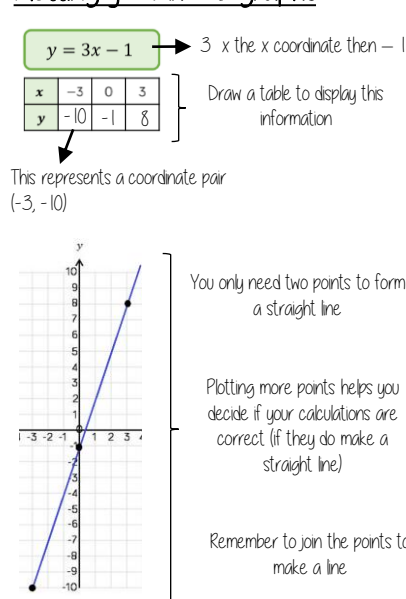 y = 3x − 1
3 x the x coordinate then − 1
x −3 0 3
y −10 −1 8
Draw a table to display this
information
This represents a coordinate pair
(-3, -10)
y
10
9
8
7
6
5
4
3
2
1
-3 -2 -1 0 1 2 3
-1
-2
-3
-4
-5
-6
-7
-8
-9
-10
You only need two points to form
a straight line
Plotting more points helps you
decide if your calculations are
correct (if they do make a
straight line)
Remember to join the points to
make a line